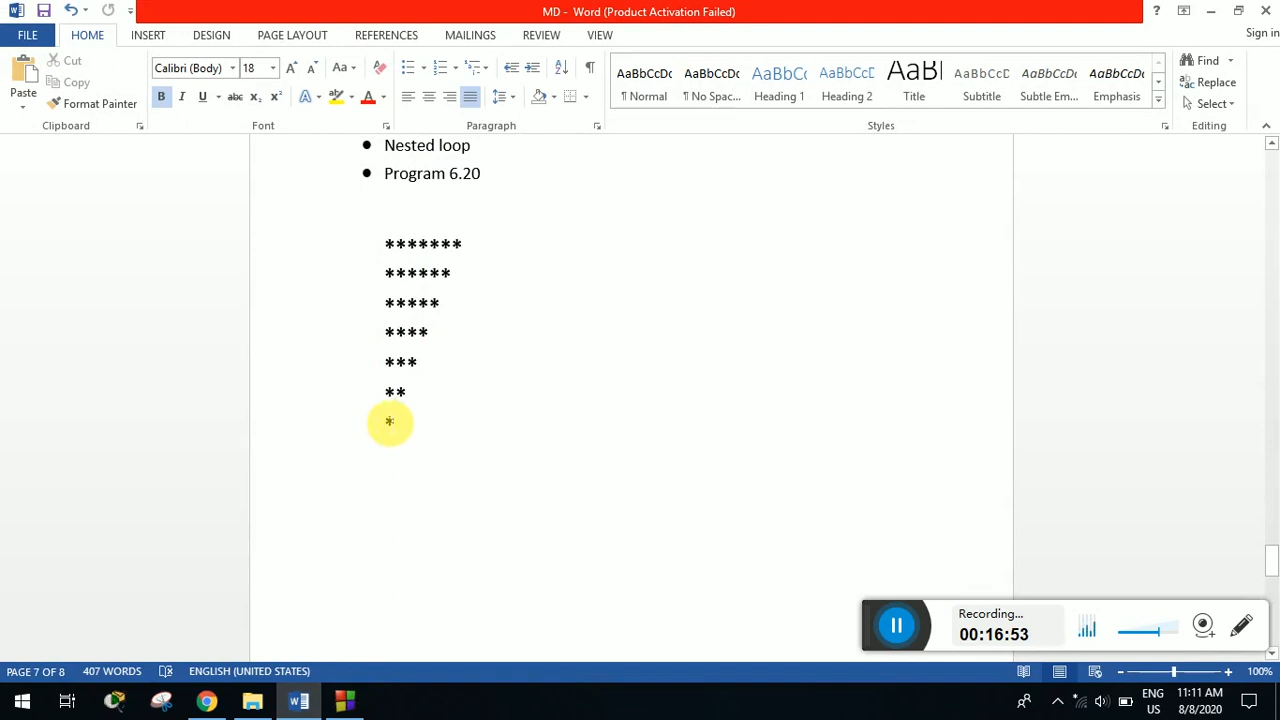 MD - Word (Product Activation Failed)
FILE HOME INSERT DESIGN PAGE LAYOUT REFERENCES MAILINGS REVIEW VIEW Sign in
Paste
Cut
Copy
Format Painter
Clipboard
Calibri (Body) 18
Font
Paragraph
AaBbCcDc AaBbCcDc AaBbC AaBbCcC AaBl AaBbCcD AaBbCcDc AaBbCcDc
¶ Normal ¶ No Spac... Heading 1 Heading 2 Title Subtitle Subtle Em... Emphasis
Styles
Find
Replace
Select
Editing
• Nested loop
• Program 6.20
*******
******
*****
****
***
**
*
Recording...
00:16:53
PAGE 7 OF 8 407 WORDS ENGLISH (UNITED STATES) 100%
ENG
US
11:11 AM
8/8/2020